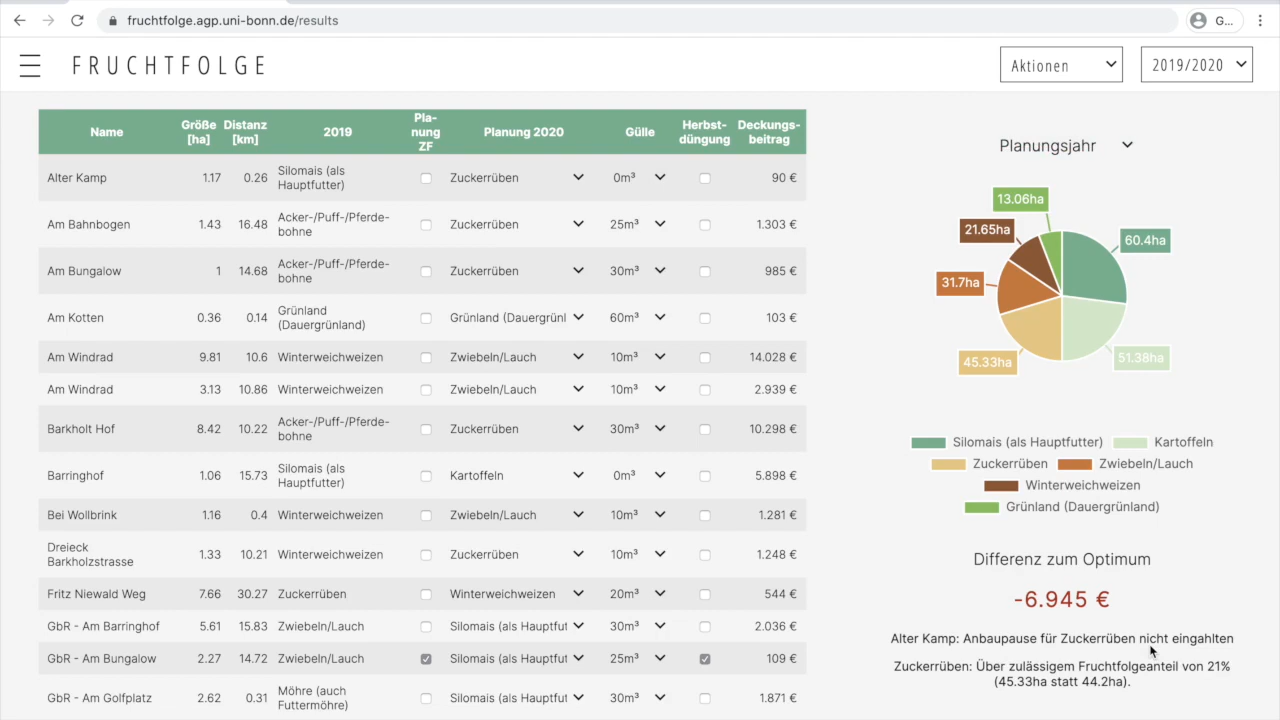 fruchtfolge.agp.uni-bonn.de/results
G...
FRUCHTFOLGE
Aktionen
2019/2020
Name
Größe [ha]
Distanz [km]
2019
Pla-nung ZF
Planung 2020
Gülle
Herbst-düngung
Deckungs-beitrag
Alter Kamp 1.17 0.26 Silomais (als Hauptfutter) Zuckerrüben 0m³ 90 €
Am Bahnbogen 1.43 16.48 Acker-/Puff-/Pferde-bohne Zuckerrüben 25m³ 1.303 €
Am Bungalow 1 14.68 Acker-/Puff-/Pferde-bohne Zuckerrüben 30m³ 985 €
Am Kotten 0.36 0.14 Grünland (Dauergrünland) Grünland (Dauergrünl 60m³ 103 €
Am Windrad 9.81 10.6 Winterweichweizen Zwiebeln/Lauch 10m³ 14.028 €
Am Windrad 3.13 10.86 Winterweichweizen Zwiebeln/Lauch 10m³ 2.939 €
Barkholt Hof 8.42 10.22 Acker-/Puff-/Pferde-bohne Zuckerrüben 30m³ 10.298 €
Barringhof 1.06 15.73 Silomais (als Hauptfutter) Kartoffeln 0m³ 5.898 €
Bei Wollbrink 1.16 0.4 Winterweichweizen Zwiebeln/Lauch 10m³ 1.281 €
Dreieck Barkholzstrasse 1.33 10.21 Winterweichweizen Zuckerrüben 10m³ 1.248 €
Fritz Niewald Weg 7.66 30.27 Zuckerrüben Winterweichweizen 20m³ 544 €
GbR - Am Barringhof 5.61 15.83 Zwiebeln/Lauch Silomais (als Hauptfut 30m³ 2.036 €
GbR - Am Bungalow 2.27 14.72 Zwiebeln/Lauch Silomais (als Hauptfut 25m³ 109 €
GbR - Am Golfplatz 2.62 0.31 Möhre (auch Futtermöhre) Silomais (als Hauptfut 30m³ 1.871 €
Planungsjahr
13.06ha
21.65ha
60.4ha
31.7ha
51.38ha
45.33ha
Silomais (als Hauptfutter) Kartoffeln
Zuckerrüben Zwiebeln/Lauch
Winterweichweizen
Grünland (Dauergrünland)
Differenz zum Optimum
-6.945 €
Alter Kamp: Anbaupause für Zuckerrüben nicht eingahlten
Zuckerrüben: Über zulässigem Fruchtfolgeanteil von 21%
(45.33ha statt 44.2ha).